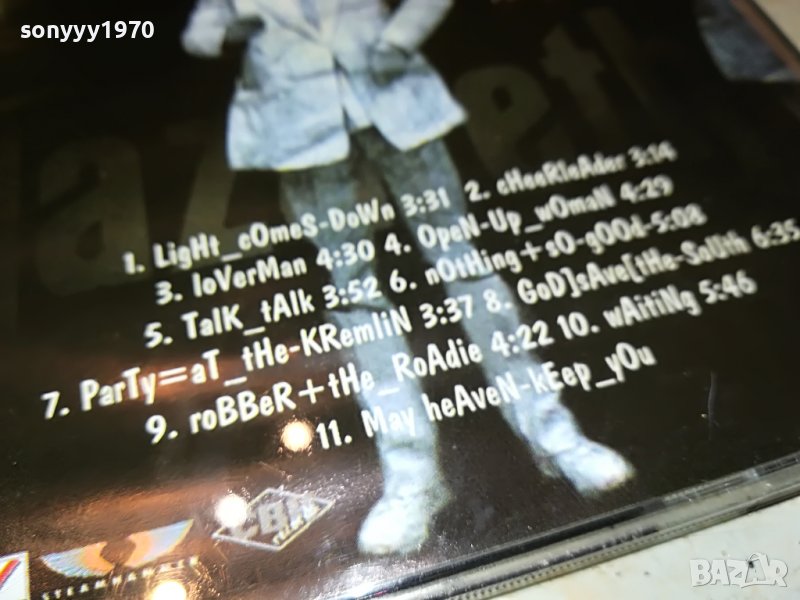 sonyyy1970
azaret
1. LigHt_cOmeS-DoWn 3:31 2. cHeeRleAder 3:14
3. loVerMan 4:30 4. OpeN-Up_wOmaN 4:29
5. TalK_tAlk 3:52 6. nOtHing+sO-gOOd-5:08
7. ParTy=aT_tHe-KRemliN 3:37 8. GoD]sAve[tHe-SoUth 6:35
9. roBBeR+tHe_RoAdie 4:22 10. wAitiNg 5:46
11. May heAveN-kEep_yOu
STEAMHAMMER
BAZAR